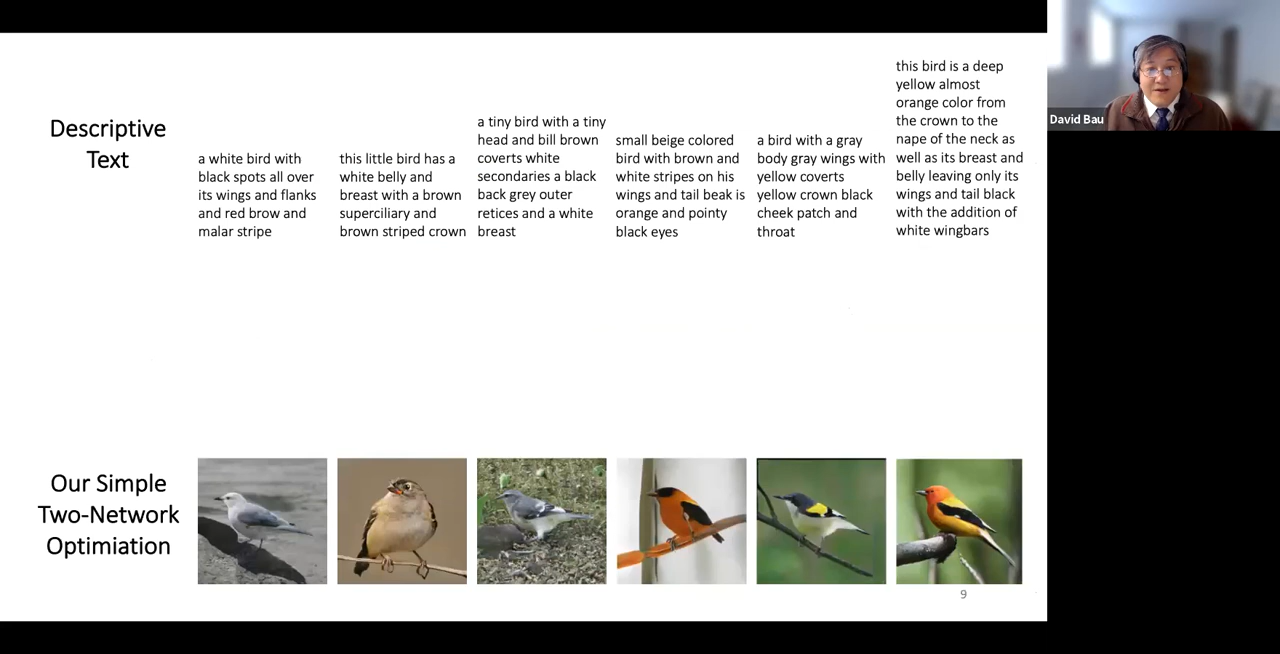 Descriptive
Text
a white bird with
black spots all over
its wings and flanks
and red brow and
malar stripe
this little bird has a
white belly and
breast with a brown
superciliary and
brown striped crown
a tiny bird with a tiny
head and bill brown
coverts white
secondaries a black
back grey outer
retices and a white
breast
small beige colored
bird with brown and
white stripes on his
wings and tail beak is
orange and pointy
black eyes
a bird with a gray
body gray wings with
yellow coverts
yellow crown black
cheek patch and
throat
this bird is a deep
yellow almost
orange color from
the crown to the
nape of the neck as
well as its breast and
belly leaving only its
wings and tail black
with the addition of
white wingbars
David Bau
Our Simple
Two-Network
Optimiation
9